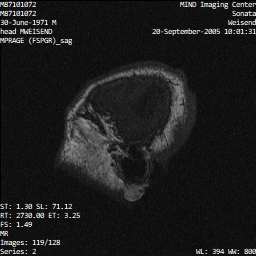 M87101072
M87101072
30-June-1971 M
head MWEISEND
MPRAGE (FSPGR)_sag
MIND Imaging Center
Sonata
Weisend
20-September-2005 10:01:31
ST: 1.30 SL: 71.12
RT: 2730.00 ET: 3.25
FS: 1.49
MR
Images: 119/128
Series: 2
WL: 394 WW: 800